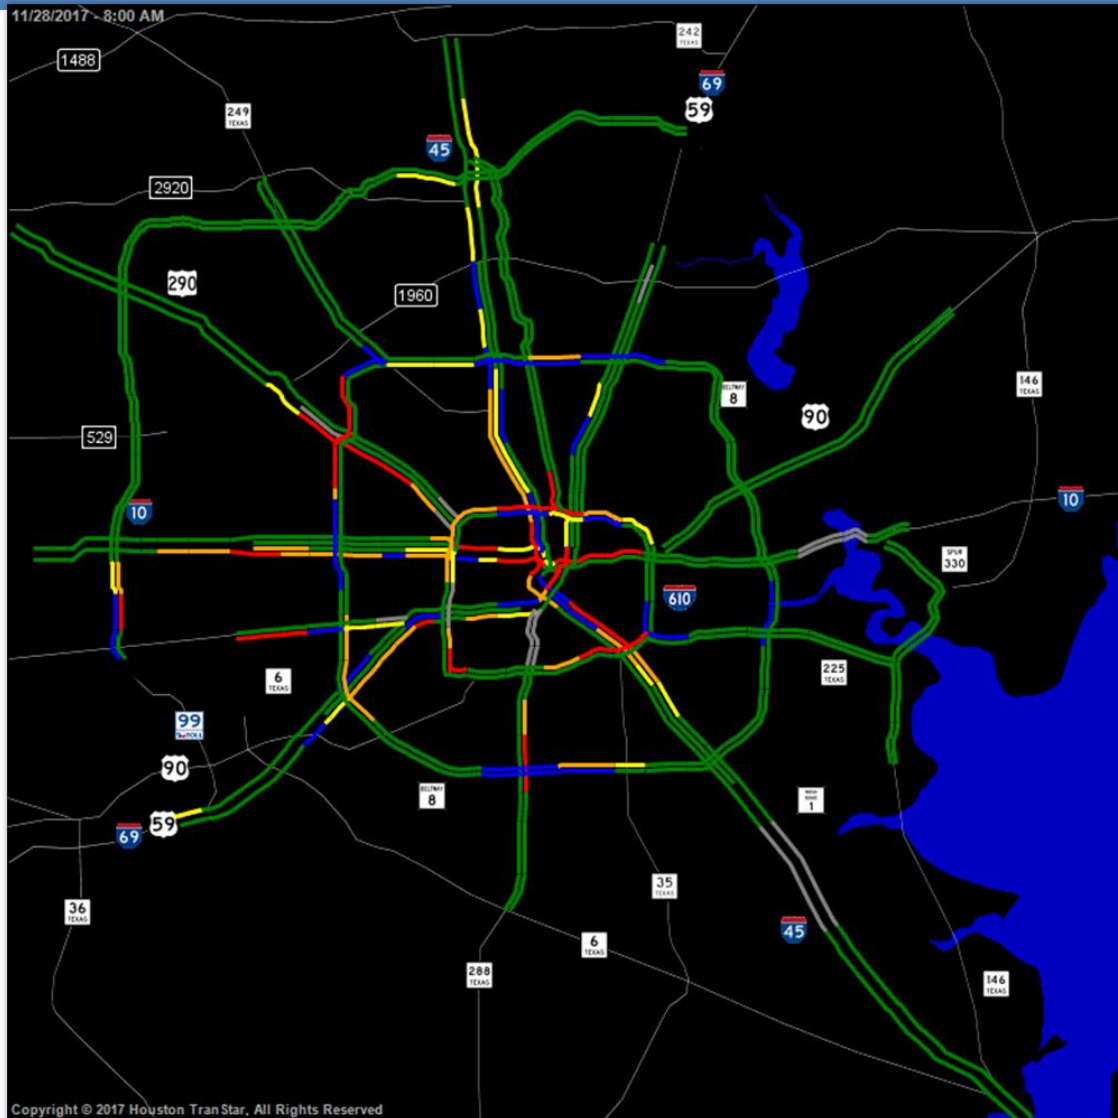 11/28/2017 - 8:00 AM
242
TEXAS
1488
69
59
249
TEXAS
45
2920
290
1960
146
TEXAS
BELTWAY
8
90
529
10
10
SPUR
330
610
6
TEXAS
225
TEXAS
99
90
BELTWAY
8
1
59
69
35
TEXAS
36
TEXAS
45
6
TEXAS
288
TEXAS
146
TEXAS
Copyright © 2017 Houston TranStar, All Rights Reserved